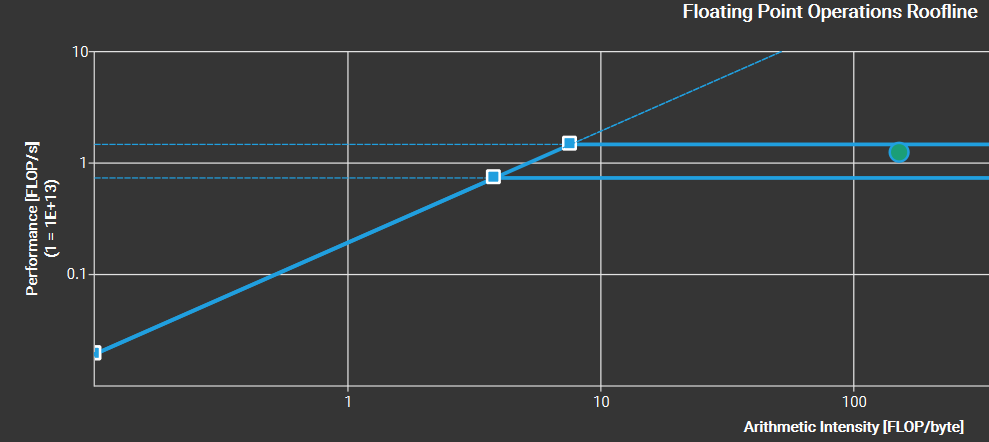 Floating Point Operations Roofline
10
1
0.1
Performance [FLOP/s]
(1 = 1E+13)
1
10
100
Arithmetic Intensity [FLOP/byte]